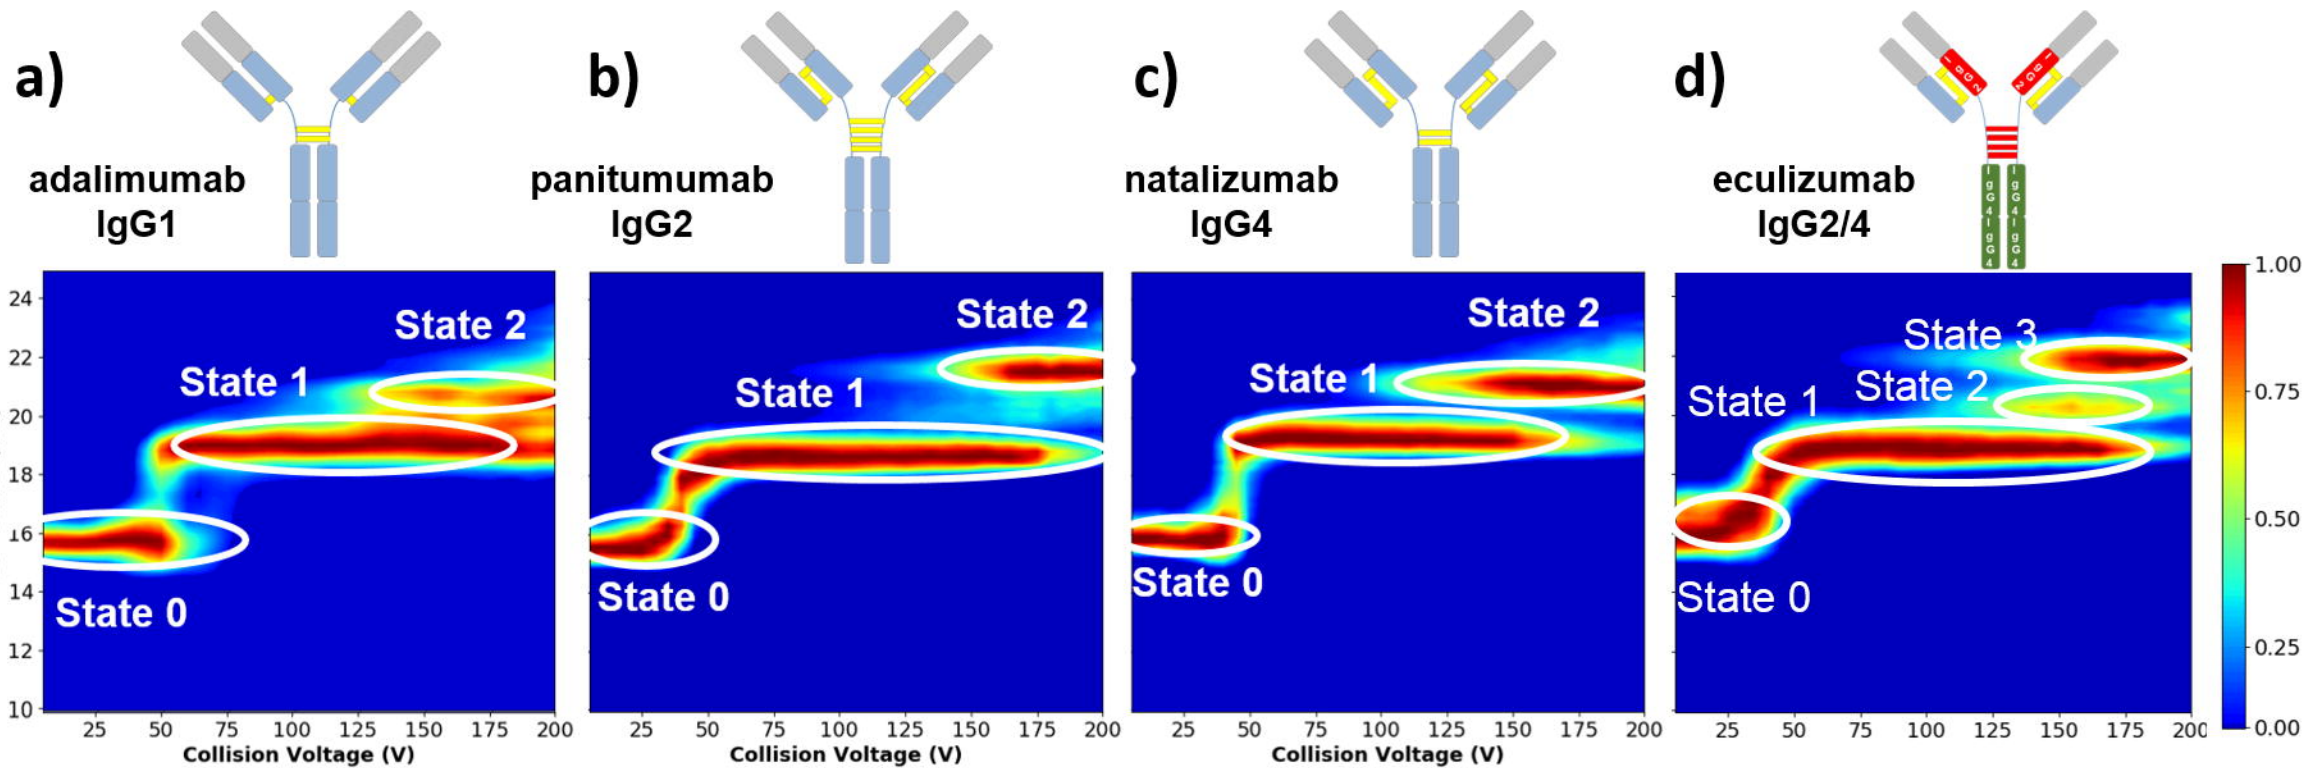 a)
adalimumab
IgG1
b)
panitumumab
IgG2
c)
natalizumab
IgG4
d)
eculizumab
IgG2/4
IgG2
IgG2
IgG4IgG4
IgG4IgG4
State 2
State 1
State 0
State 2
State 1
State 0
State 2
State 1
State 0
State 3
State 2
State 1
State 0
24
22
20
18
16
14
12
10
25 50 75 100 125 150 175 200
Collision Voltage (V)
25 50 75 100 125 150 175 200
Collision Voltage (V)
25 50 75 100 125 150 175 200
Collision Voltage (V)
25 50 75 100 125 150 175 200
1.00
0.75
0.50
0.25
0.00